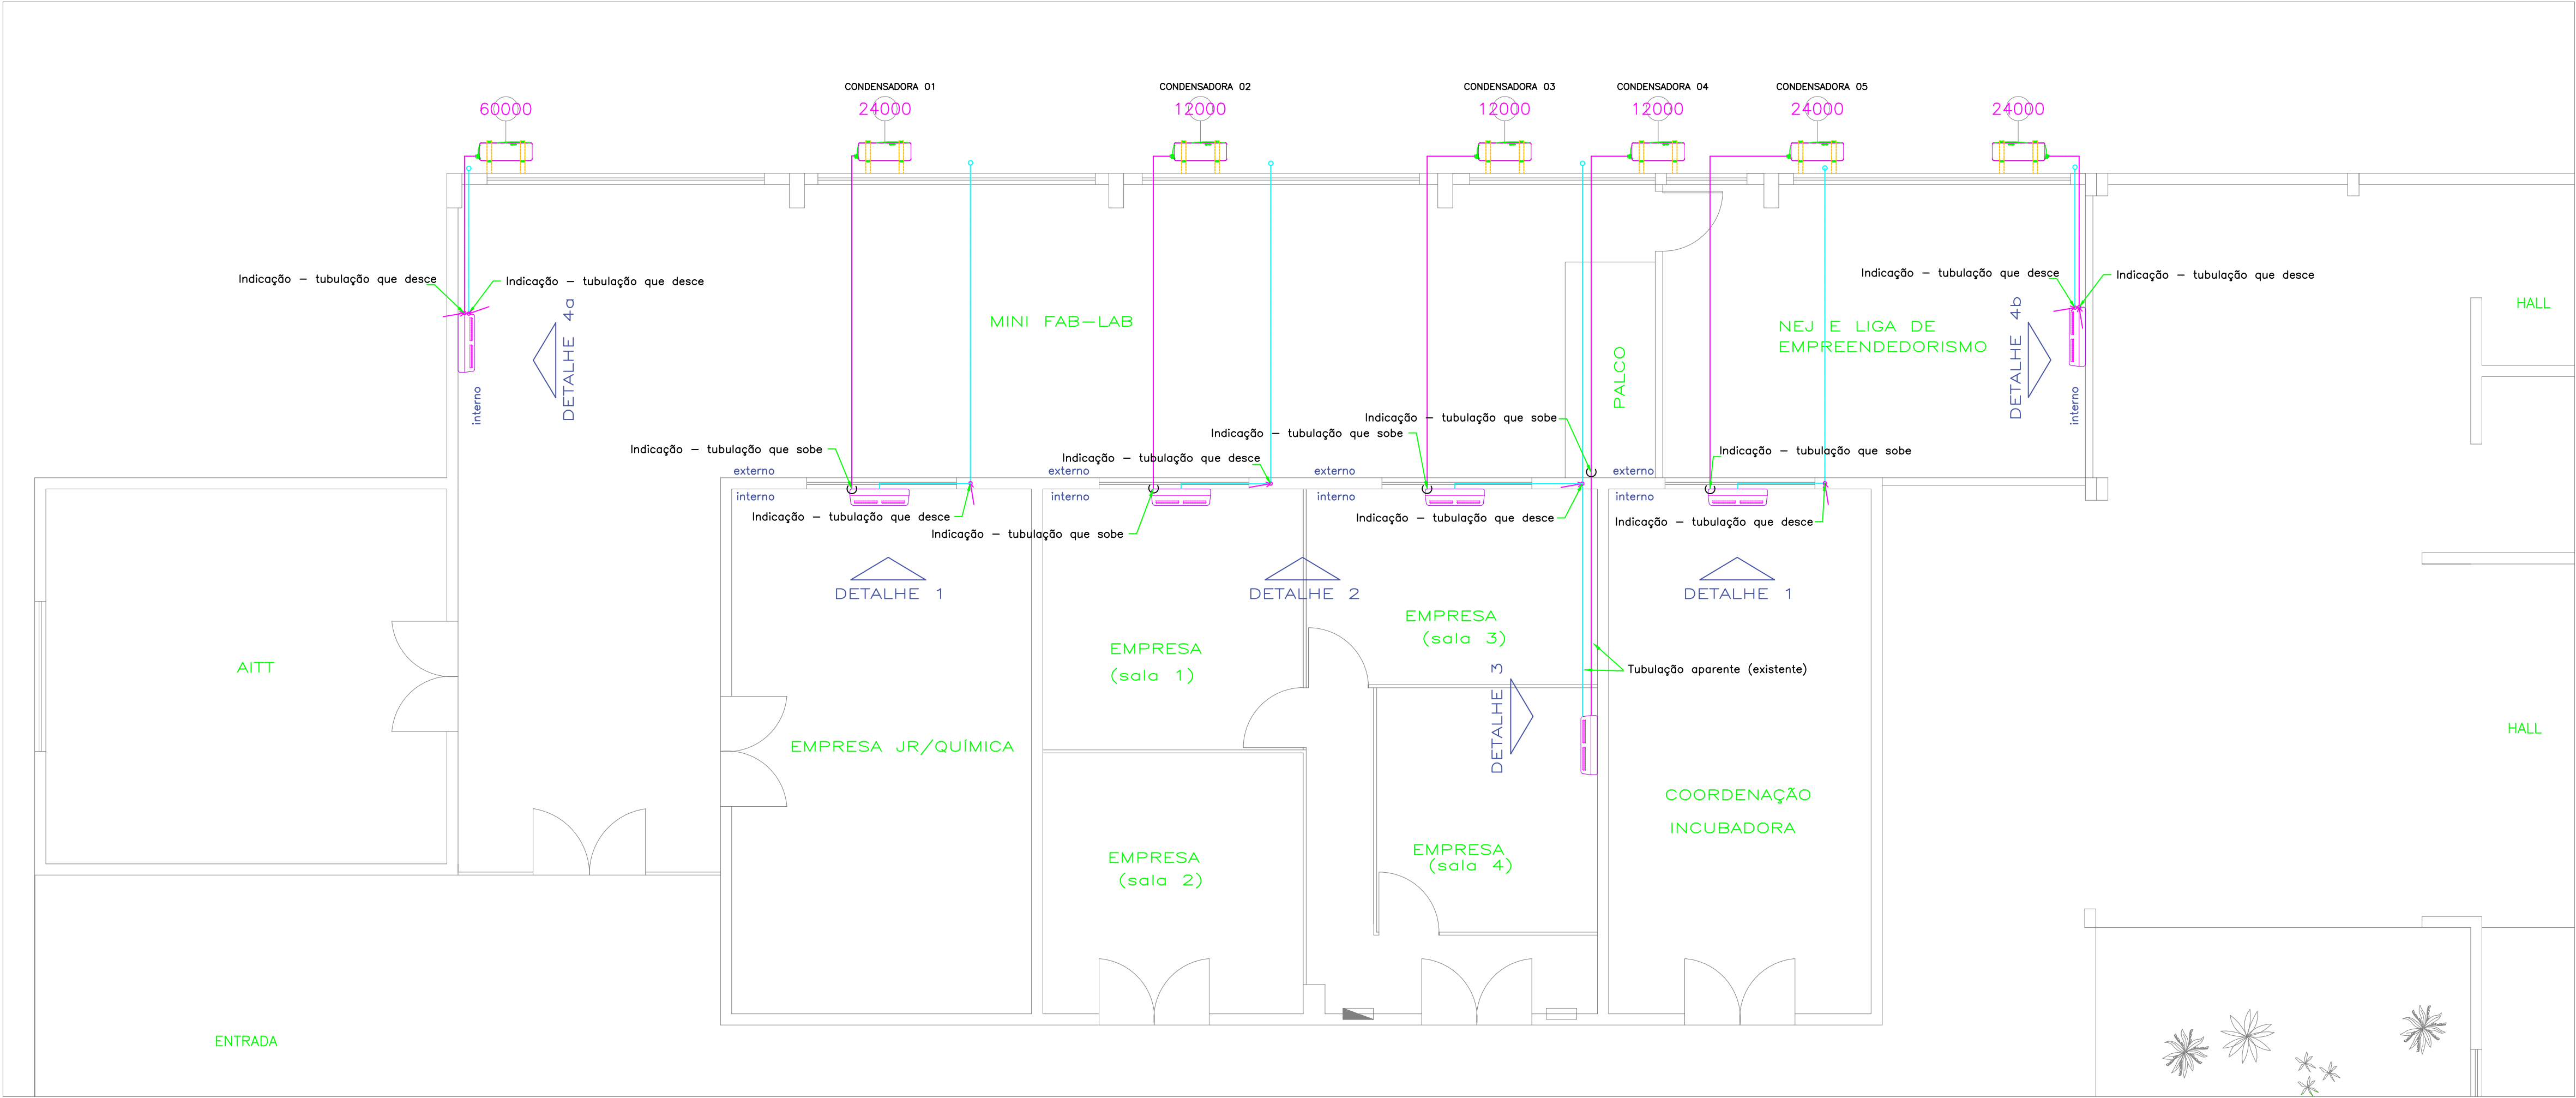 CONDENSADORA 01
CONDENSADORA 02
CONDENSADORA 03
CONDENSADORA 04
CONDENSADORA 05
60000
24000
12000
12000
12000
24000
24000
Indicação - tubulação que desce
Indicação - tubulação que desce
Indicação - tubulação que desce
Indicação - tubulação que desce
DETALHE 4a
interno
MINI FAB-LAB
PALCO
NEJ E LIGA DE
EMPREENDEDORISMO
DETALHE 4b
interno
HALL
Indicação - tubulação que sobe
Indicação - tubulação que sobe
Indicação - tubulação que sobe
Indicação - tubulação que desce
Indicação - tubulação que sobe
externo
externo
externo
externo
interno
interno
interno
interno
Indicação - tubulação que desce
Indicação - tubulação que sobe
Indicação - tubulação que desce
Indicação - tubulação que desce
DETALHE 1
DETALHE 2
DETALHE 1
EMPRESA
(sala 3)
EMPRESA
(sala 1)
AITT
Tubulação aparente (existente)
DETALHE 3
EMPRESA JR/QUÍMICA
HALL
COORDENAÇÃO
INCUBADORA
EMPRESA
(sala 2)
EMPRESA
(sala 4)
ENTRADA